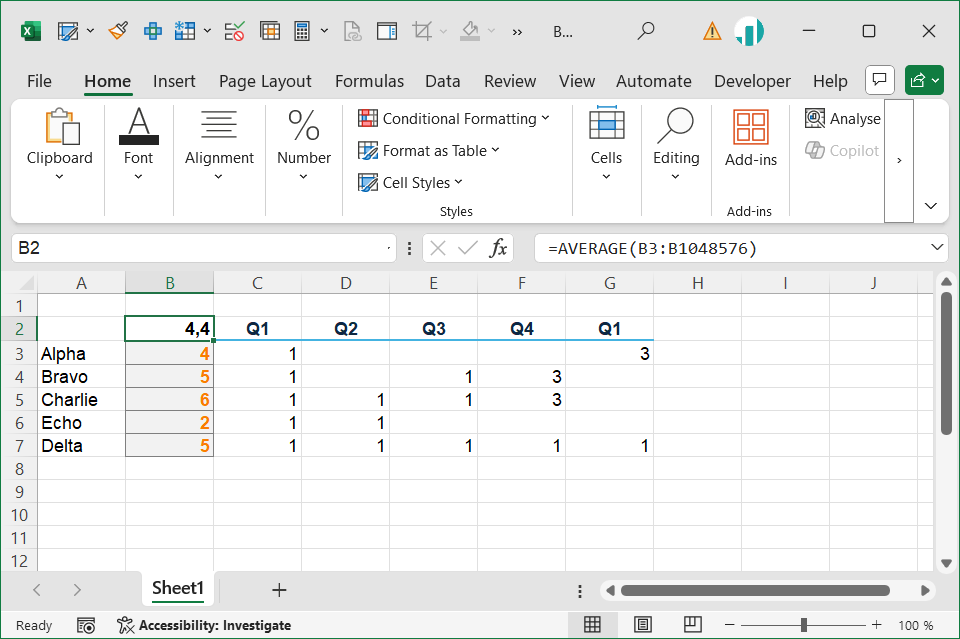 B...
File Home Insert Page Layout Formulas Data Review View Automate Developer Help
Clipboard Font Alignment Number Conditional Formatting Format as Table Cell Styles Styles Cells Editing Add-ins Add-ins Analyse Copilot
B2 fx =AVERAGE(B3:B1048576)
A B C D E F G H I J
1
2 4,4 Q1 Q2 Q3 Q4 Q1
3 Alpha 4 1 3
4 Bravo 5 1 1 3
5 Charlie 6 1 1 1 3
6 Echo 2 1 1
7 Delta 5 1 1 1 1 1
8
9
10
11
12
Sheet1
Ready Accessibility: Investigate 100 %